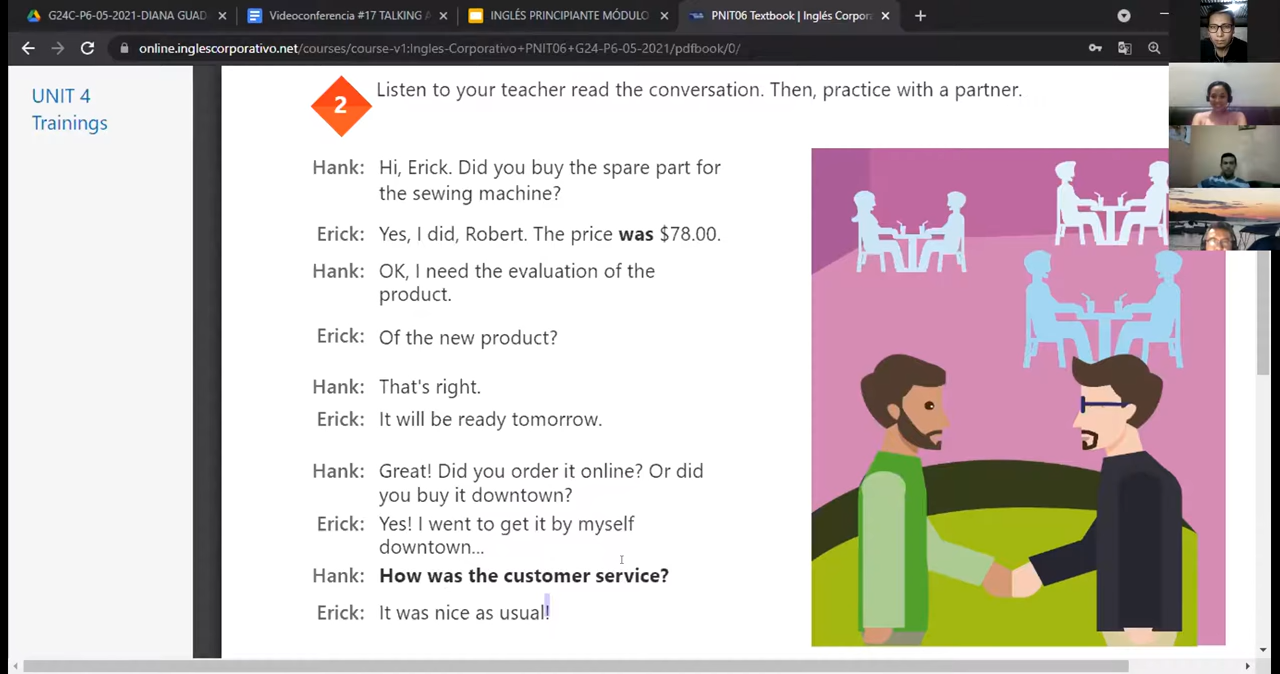 G24C-P6-05-2021-DIANA GUAD
Videoconferencia #17 TALKING A
INGLÉS PRINCIPIANTE MÓDULO
PNIT06 Textbook | Inglés Corpor
online.inglescorporativo.net/courses/course-v1:Ingles-Corporativo+PNIT06+G24-P6-05-2021/pdfbook/0/
UNIT 4
Trainings
2
Listen to your teacher read the conversation. Then, practice with a partner.
Hank: Hi, Erick. Did you buy the spare part for
the sewing machine?
Erick: Yes, I did, Robert. The price was $78.00.
Hank: OK, I need the evaluation of the
product.
Erick: Of the new product?
Hank: That's right.
Erick: It will be ready tomorrow.
Hank: Great! Did you order it online? Or did
you buy it downtown?
Erick: Yes! I went to get it by myself
downtown...
Hank: How was the customer service?
Erick: It was nice as usual!